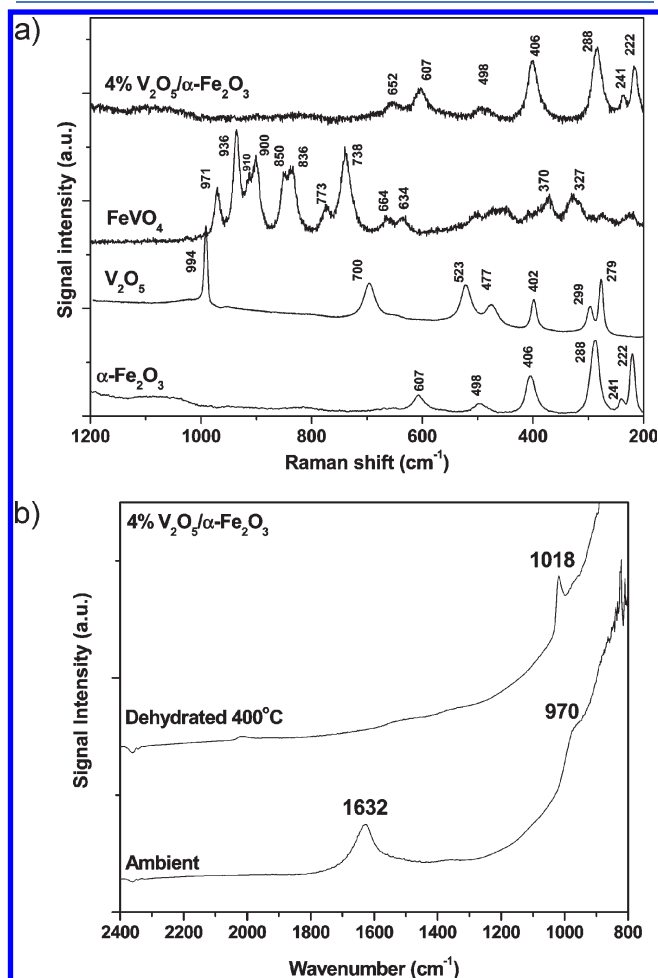 a)
4% V₂O₅/α-Fe₂O₃
652
607
498
406
288
241
222
FeVO₄
971
936
910
900
850
836
773
738
664
634
370
327
V₂O₅
994
700
523
477
402
299
279
α-Fe₂O₃
607
498
406
288
241
222
Signal intensity (a.u.)
1200 1000 800 600 400 200
Raman shift (cm⁻¹)
b)
4% V₂O₅/α-Fe₂O₃
1018
Dehydrated 400°C
970
1632
Ambient
Signal Intensity (a.u.)
2400 2200 2000 1800 1600 1400 1200 1000 800
Wavenumber (cm⁻¹)